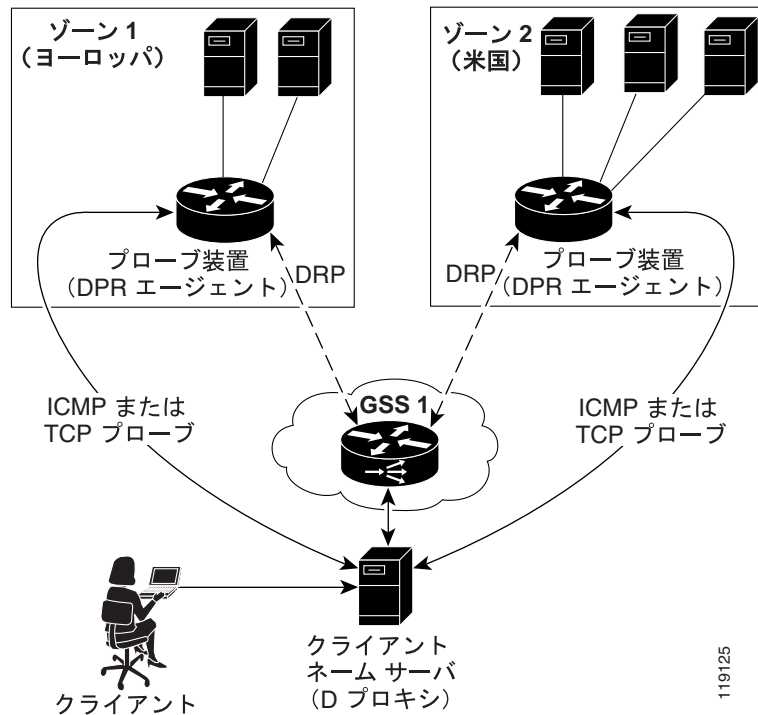 ゾーン 1
（ヨーロッパ）
ゾーン 2
（米国）
プローブ装置
（DPR エージェント）
DRP
DRP
プローブ装置
（DPR エージェント）
ICMP または
TCP プローブ
GSS 1
ICMP または
TCP プローブ
クライアント
クライアント
ネーム サーバ
（D プロキシ）
119125